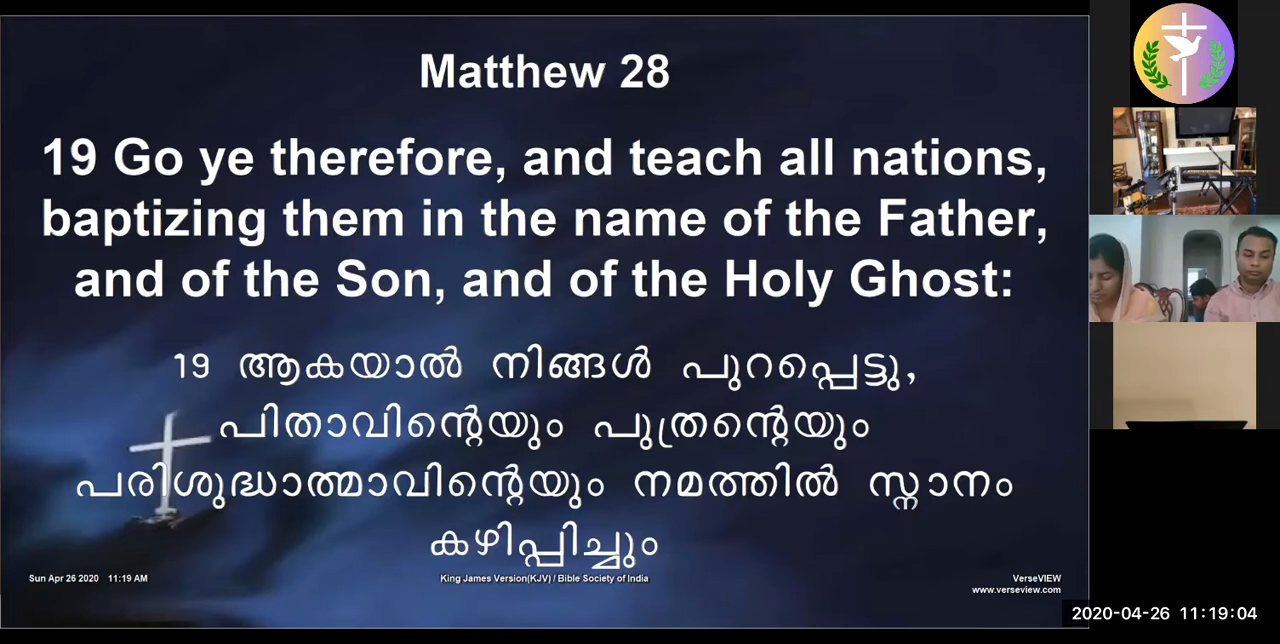 Matthew 28
19 Go ye therefore, and teach all nations,
baptizing them in the name of the Father,
and of the Son, and of the Holy Ghost:
19 ആകയാൽ നിങ്ങൾ പുറപ്പെട്ടു,
പിതാവിന്റെയും പുത്രന്റെയും
പരിശുദ്ധാത്മാവിന്റെയും നമത്തിൽ സ്നാനം
കഴിപ്പിച്ചും
Sun Apr 26 2020 11:19 AM
King James Version(KJV) / Bible Society of India
VerseVIEW
www.verseview.com
2020-04-26 11:19:04